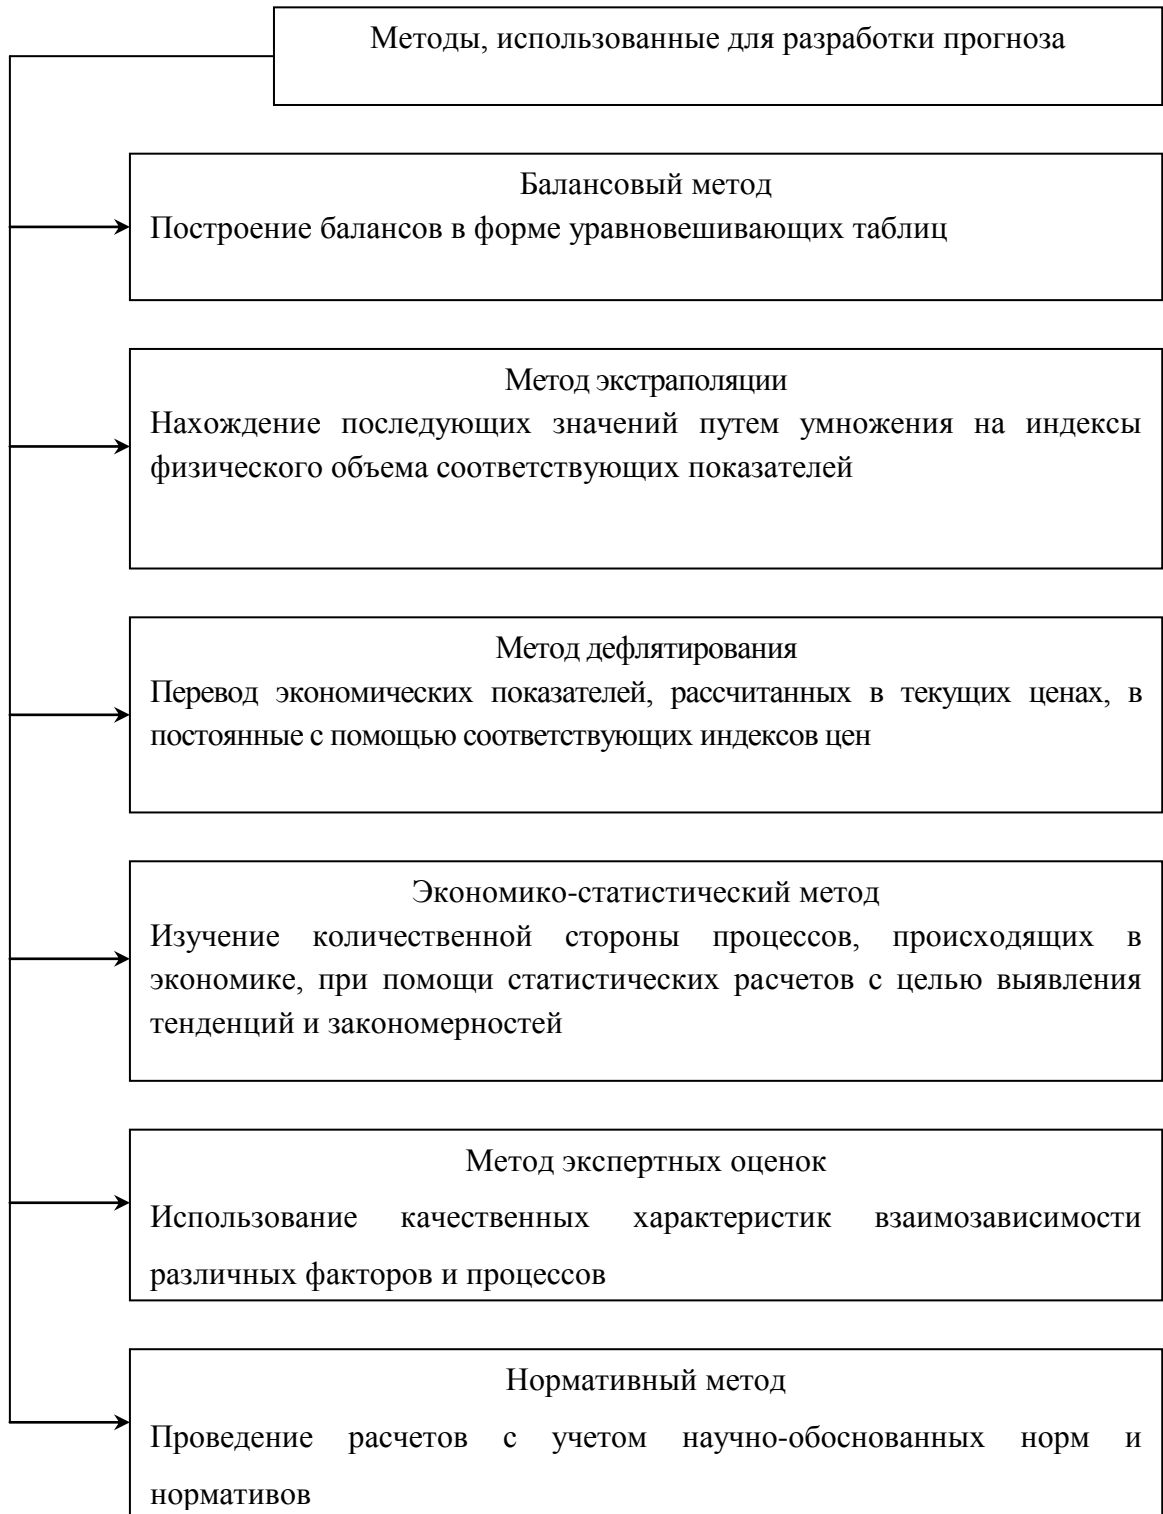 Методы, использованные для разработки прогноза
Балансовый метод
Построение балансов в форме уравновешивающих таблиц
Метод экстраполяции
Нахождение последующих значений путем умножения на индексы
физического объема соответствующих показателей
Метод дефлятирования
Перевод экономических показателей, рассчитанных в текущих ценах, в
постоянные с помощью соответствующих индексов цен
Экономико-статистический метод
Изучение количественной стороны процессов, происходящих в
экономике, при помощи статистических расчетов с целью выявления
тенденций и закономерностей
Метод экспертных оценок
Использование качественных характеристик взаимозависимости
различных факторов и процессов
Нормативный метод
Проведение расчетов с учетом научно-обоснованных норм и
нормативов